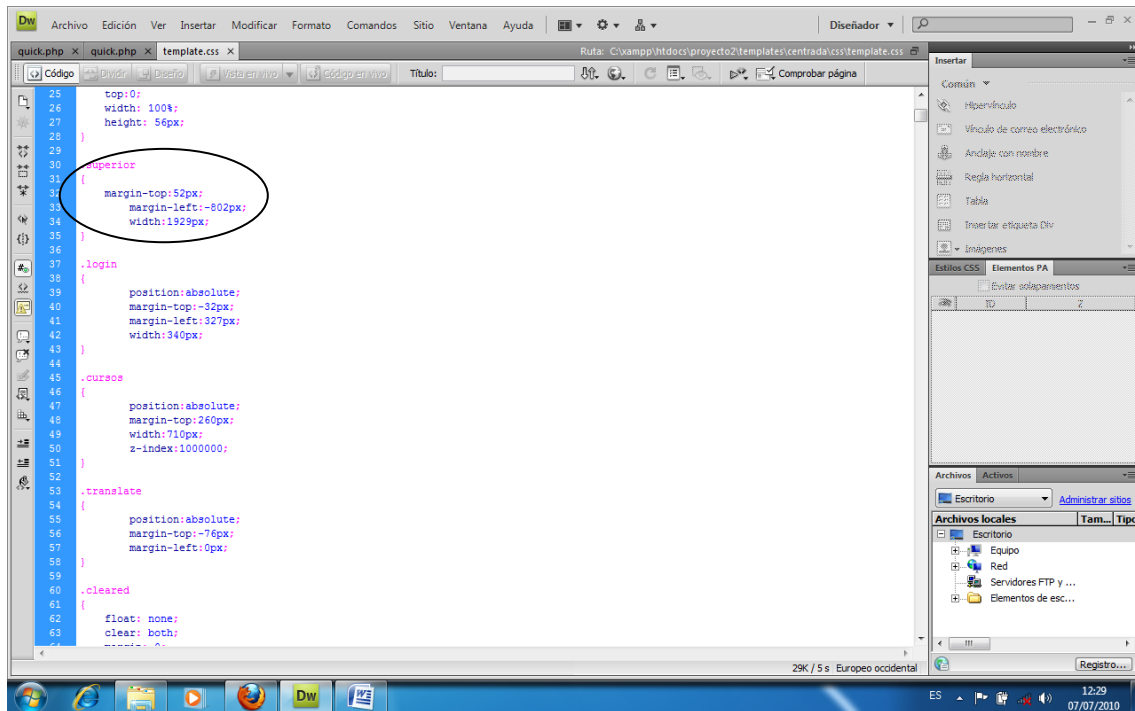 Dw Archivo Edición Ver Insertar Modificar Formato Comandos Sitio Ventana Ayuda Diseñador
quick.php × quick.php × template.css × Ruta: C:\xampp\htdocs\proyecto2\templates\centrada\css\template.css
Código Dividir Diseño Vista en vivo Código en vivo Título: Comprobar página
25 top:0;
26 width: 100%;
27 height: 56px;
28 }
29
30 .superior
31 {
32 margin-top:52px;
33 margin-left:-802px;
34 width:1929px;
35 }
36
37 .login
38 {
39 position:absolute;
40 margin-top:-32px;
41 margin-left:327px;
42 width:340px;
43 }
44
45 .cursos
46 {
47 position:absolute;
48 margin-top:260px;
49 width:710px;
50 z-index:1000000;
51 }
52
53 .translate
54 {
55 position:absolute;
56 margin-top:-76px;
57 margin-left:0px;
58 }
59
60 .cleared
61 {
62 float: none;
63 clear: both;
29K / 5 s Europeo occidental
Insertar
Común
Hipervínculo
Vínculo de correo electrónico
Anclaje con nombre
Regla horizontal
Tabla
Insertar etiqueta Div
Imágenes
Estilos CSS Elementos PA
Evitar solapamientos
ID Z
Archivos Activos
Escritorio Administrar sitios
Archivos locales Tam... Tipo
Escritorio
Equipo
Red
Servidores FTP y ...
Elementos de esc...
Registro...
Dw ES 12:29
07/07/2010